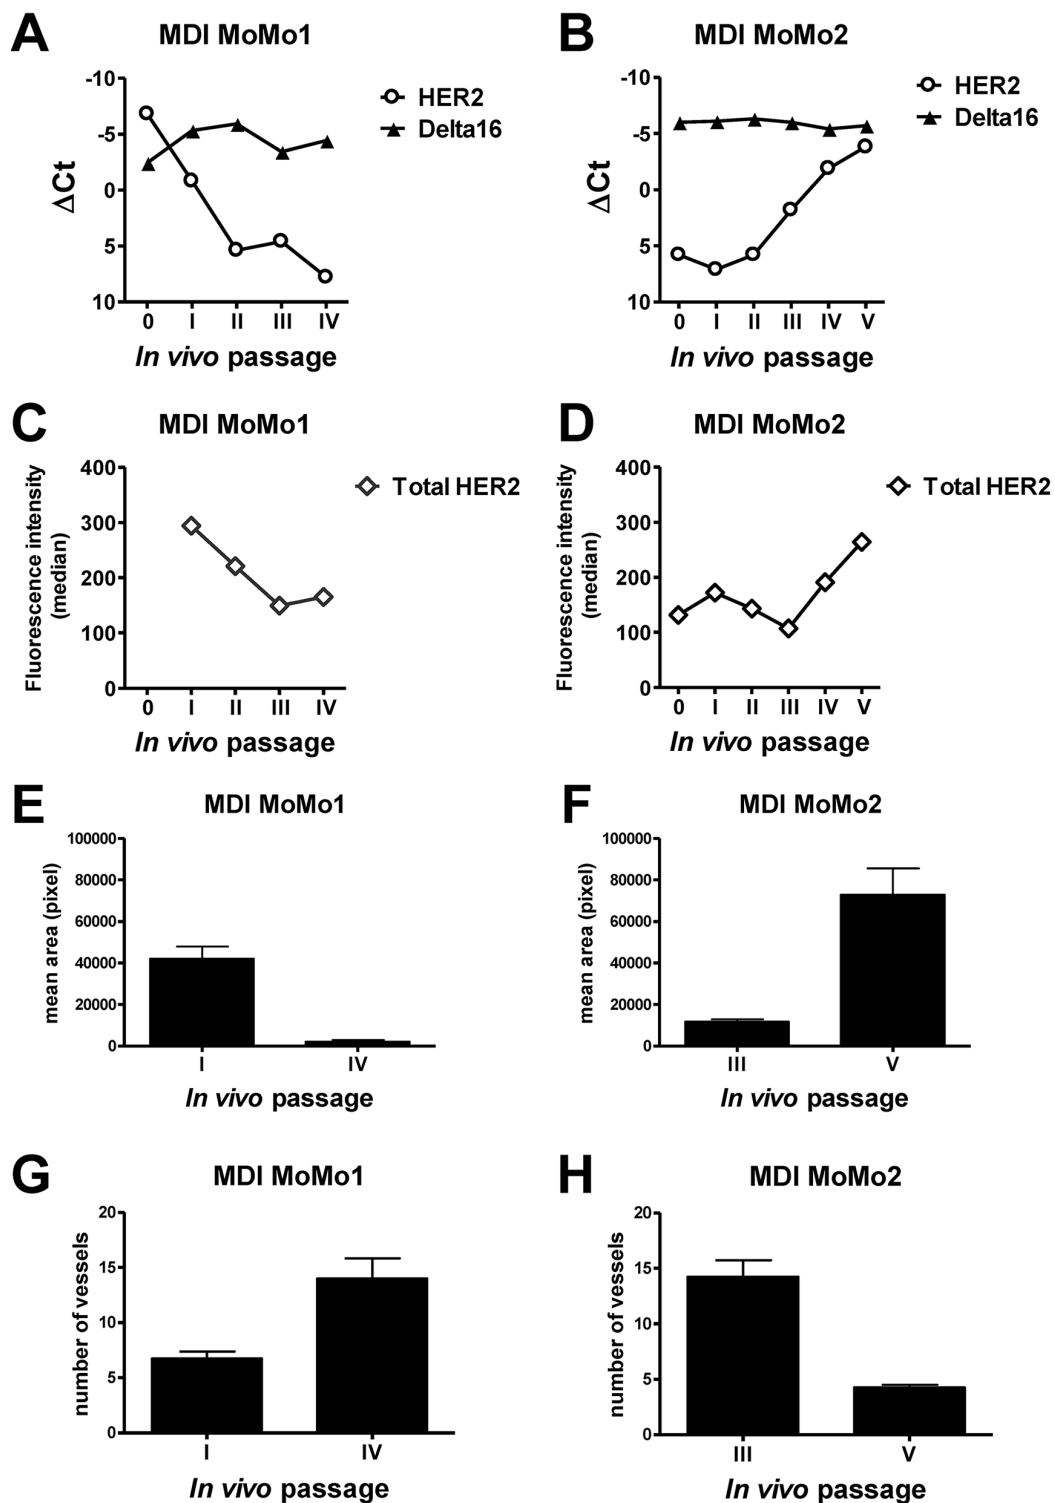 A
MDI MoMo1
-10
-5
0
5
10
ΔCt
HER2
Delta16
0 I II III IV
In vivo passage
B
MDI MoMo2
-10
-5
0
5
10
ΔCt
HER2
Delta16
0 I II III IV V
In vivo passage
C
MDI MoMo1
400
300
200
100
0
Fluorescence intensity
(median)
Total HER2
0 I II III IV
In vivo passage
D
MDI MoMo2
400
300
200
100
0
Fluorescence intensity
(median)
Total HER2
0 I II III IV V
In vivo passage
E
MDI MoMo1
100000
80000
60000
40000
20000
0
mean area (pixel)
I IV
In vivo passage
F
MDI MoMo2
100000
80000
60000
40000
20000
0
mean area (pixel)
III V
In vivo passage
G
MDI MoMo1
20
15
10
5
0
number of vessels
I IV
In vivo passage
H
MDI MoMo2
20
15
10
5
0
number of vessels
III V
In vivo passage